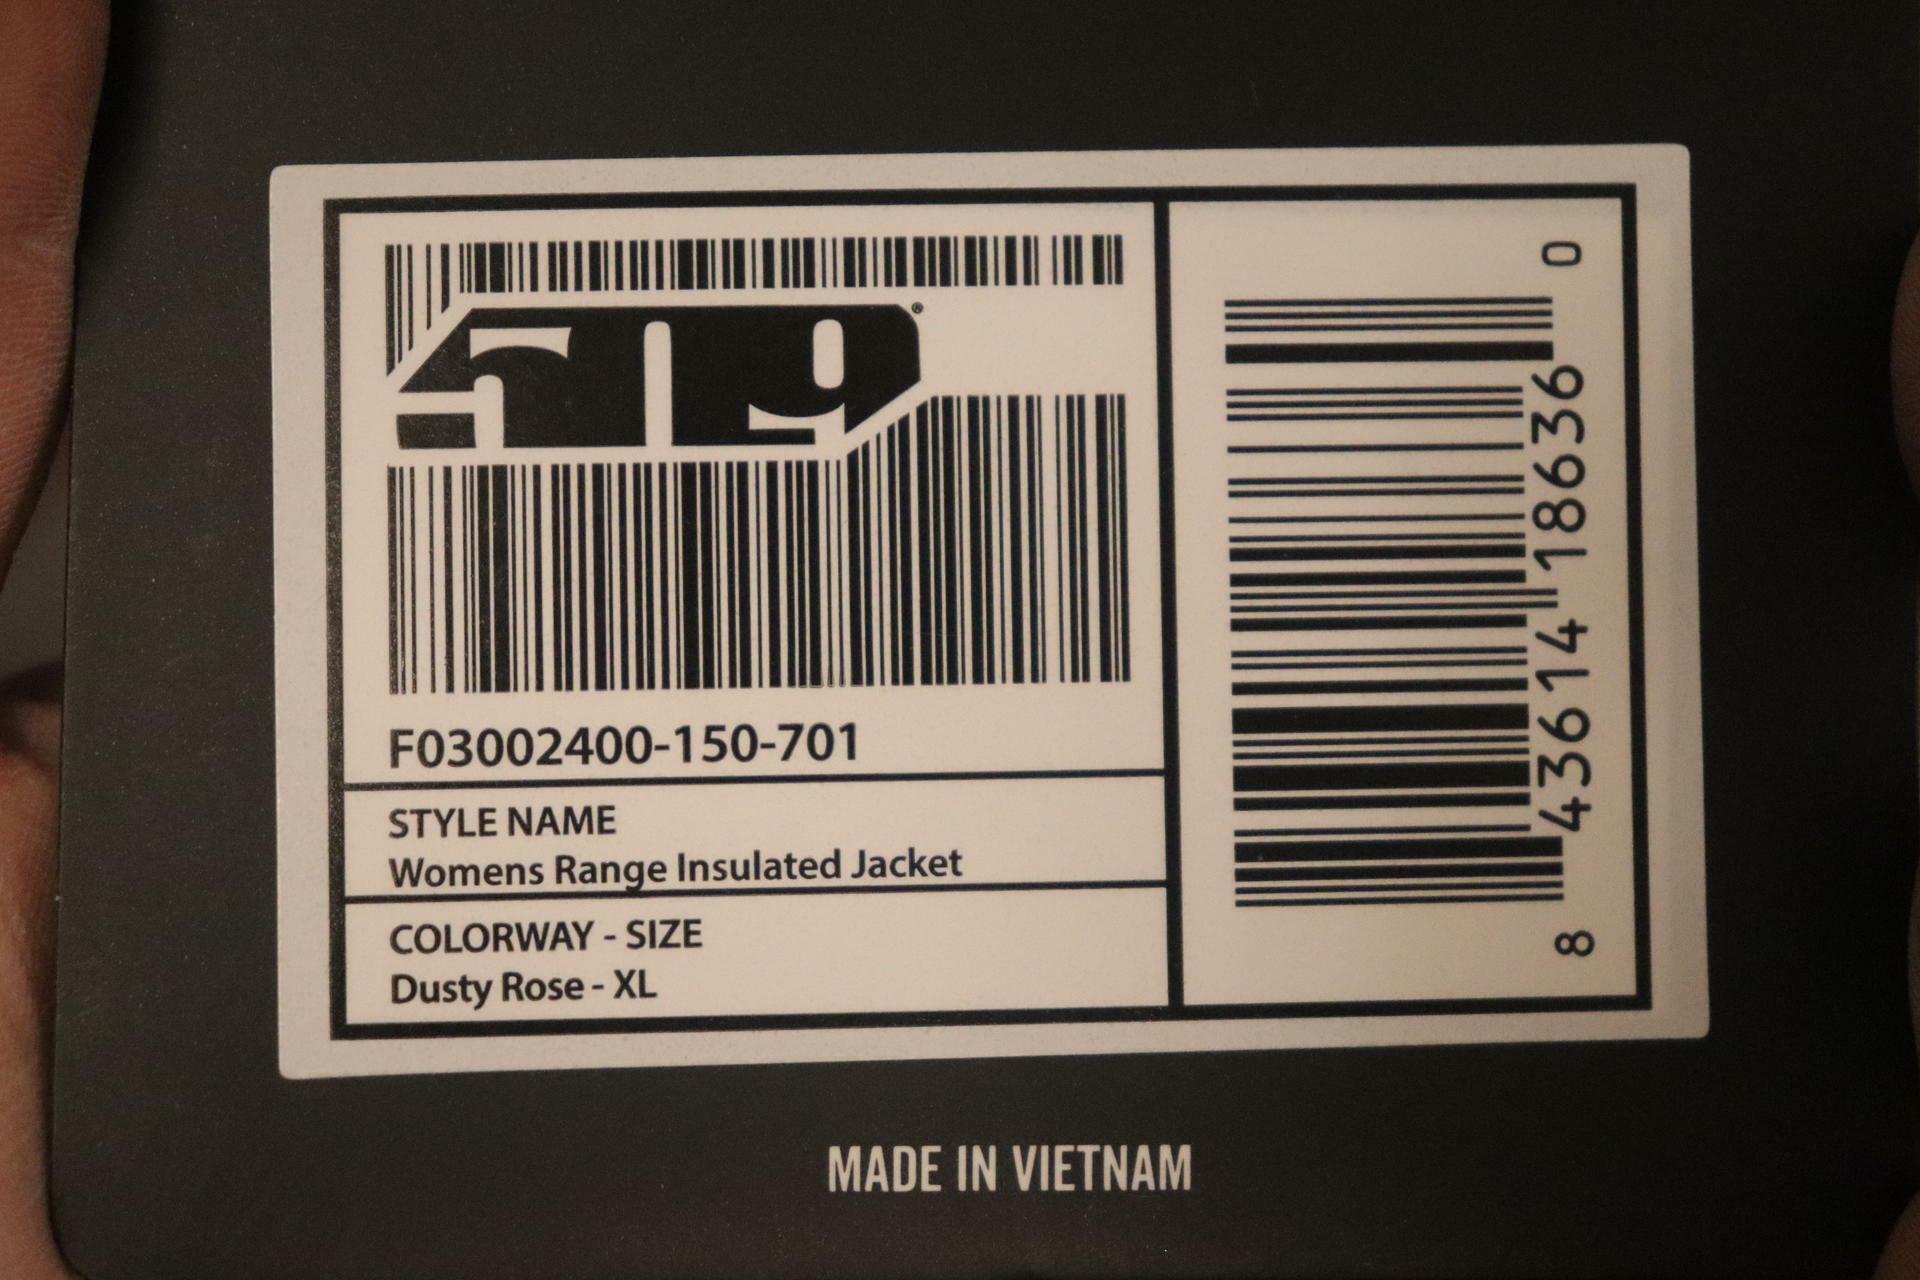 509®
F03002400-150-701
STYLE NAME
Womens Range Insulated Jacket
COLORWAY - SIZE
Dusty Rose - XL
8 43614 18636 0
MADE IN VIETNAM